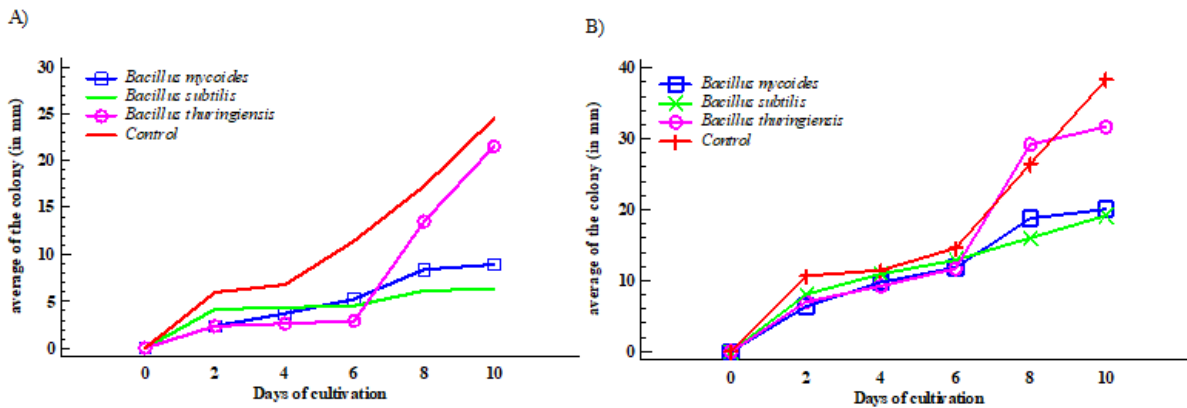 A)
30
25
20
15
10
5
0
average of the colony (in mm)
Bacillus mycoides
Bacillus subtilis
Bacillus thuringiensis
Control
0 2 4 6 8 10
Days of cultivation
B)
40
30
20
10
0
average of the colony (in mm)
Bacillus mycoides
Bacillus subtilis
Bacillus thuringiensis
Control
0 2 4 6 8 10
Days of cultivation